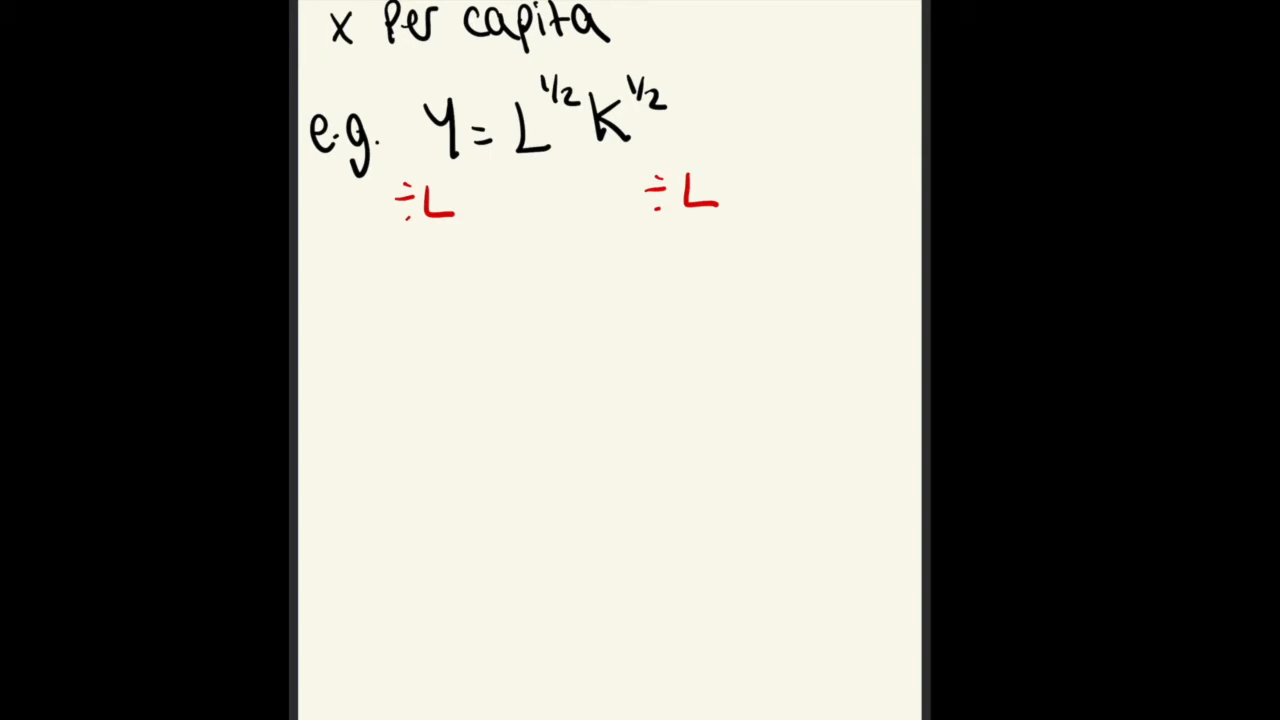 x per capita
e.g. Y = L^1/2 K^1/2
÷L ÷L